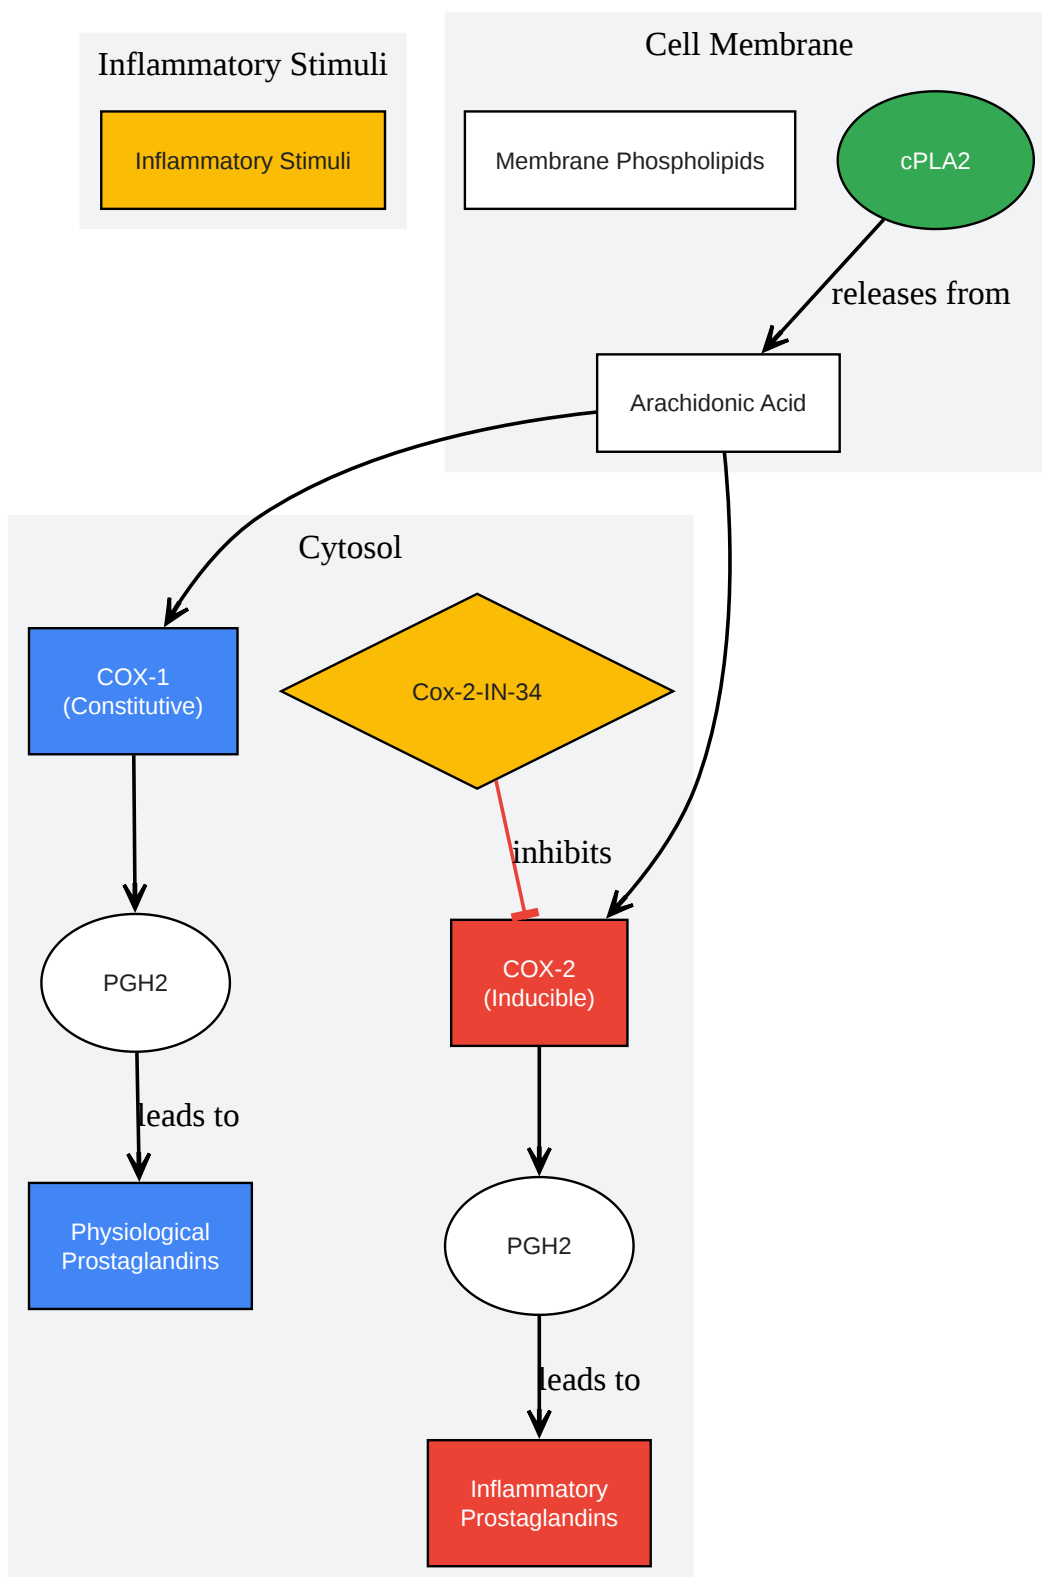 Inflammatory Stimuli
Cell Membrane
Inflammatory Stimuli
Membrane Phospholipids
cPLA2
releases from
Arachidonic Acid
Cytosol
COX-1
(Constitutive)
Cox-2-IN-34
inhibits
COX-2
(Inducible)
PGH2
leads to
Physiological
Prostaglandins
PGH2
leads to
Inflammatory
Prostaglandins